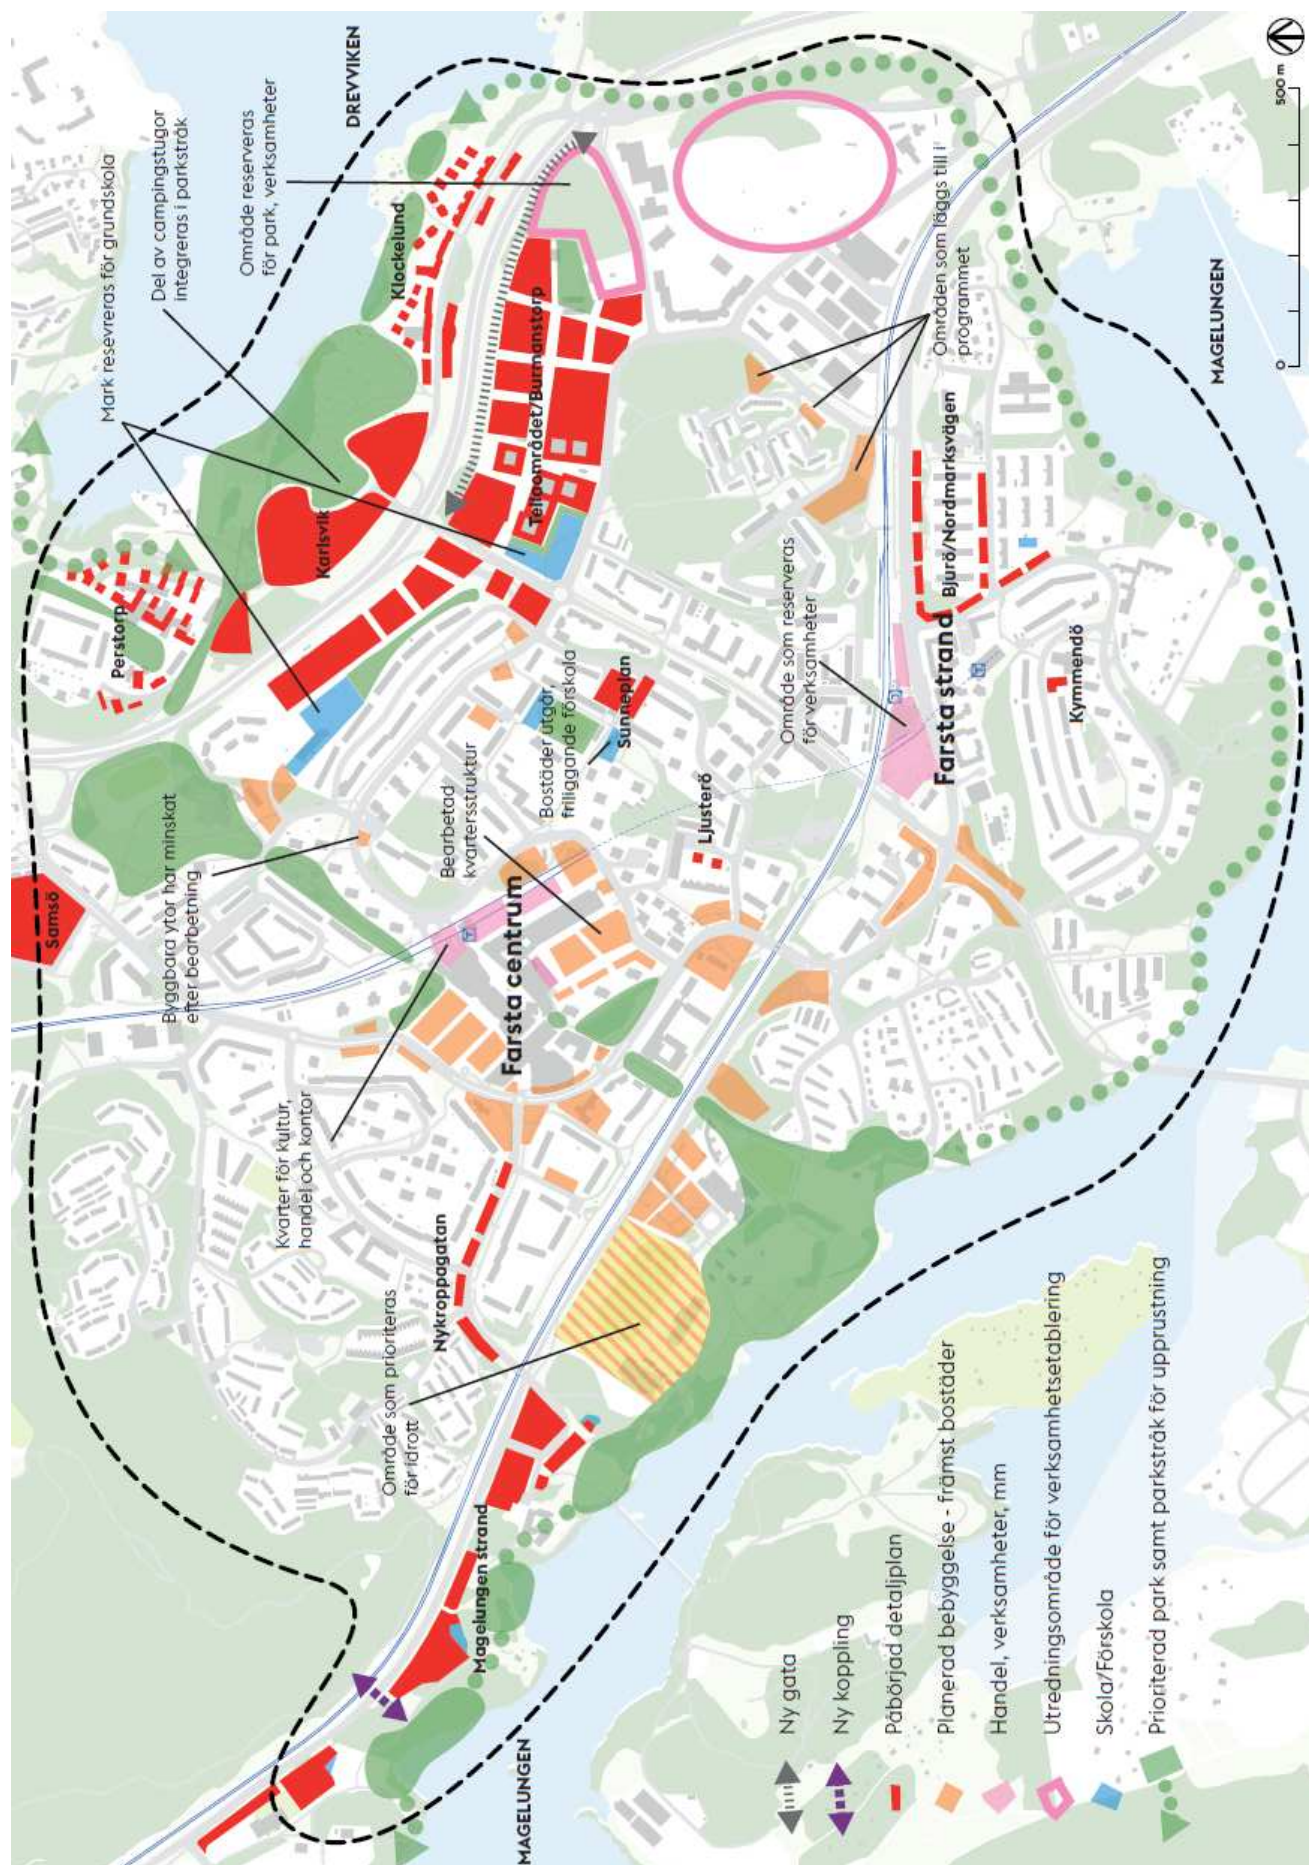 DREVVIKEN
Mark resevreras för grundskola
Del av campingstugor
integreras i parkstråk
Område reserveras
för park, verksamheter
Klockelund
Karlsvik
Perstorp
Teliaområdet/Burmanstorp
Samsö
Byggbara ytor har minskat
efter bearbetning
Bearbetad
kvartersstruktur
Bostäder utgår,
friliggande förskola
Sunneplan
Område som reserveras
för verksamheter
Områden som läggs till i
programmet
Bjurö/Nordmarksvägen
Farsta strand
Kymmendö
Ljusterö
Farsta centrum
Kvarter för kultur,
handel och kontor
Nykroppagatan
Område som prioriteras
för idrott
Magelungen strand
MAGELUNGEN
MAGELUNGEN
0
500 m
Ny gata
Ny koppling
Påbörjad detaljplan
Planerad bebyggelse - främst bostäder
Handel, verksamheter, mm
Utredningsområde för verksamhetsetablering
Skola/Förskola
Prioriterad park samt parkstråk för upprustning